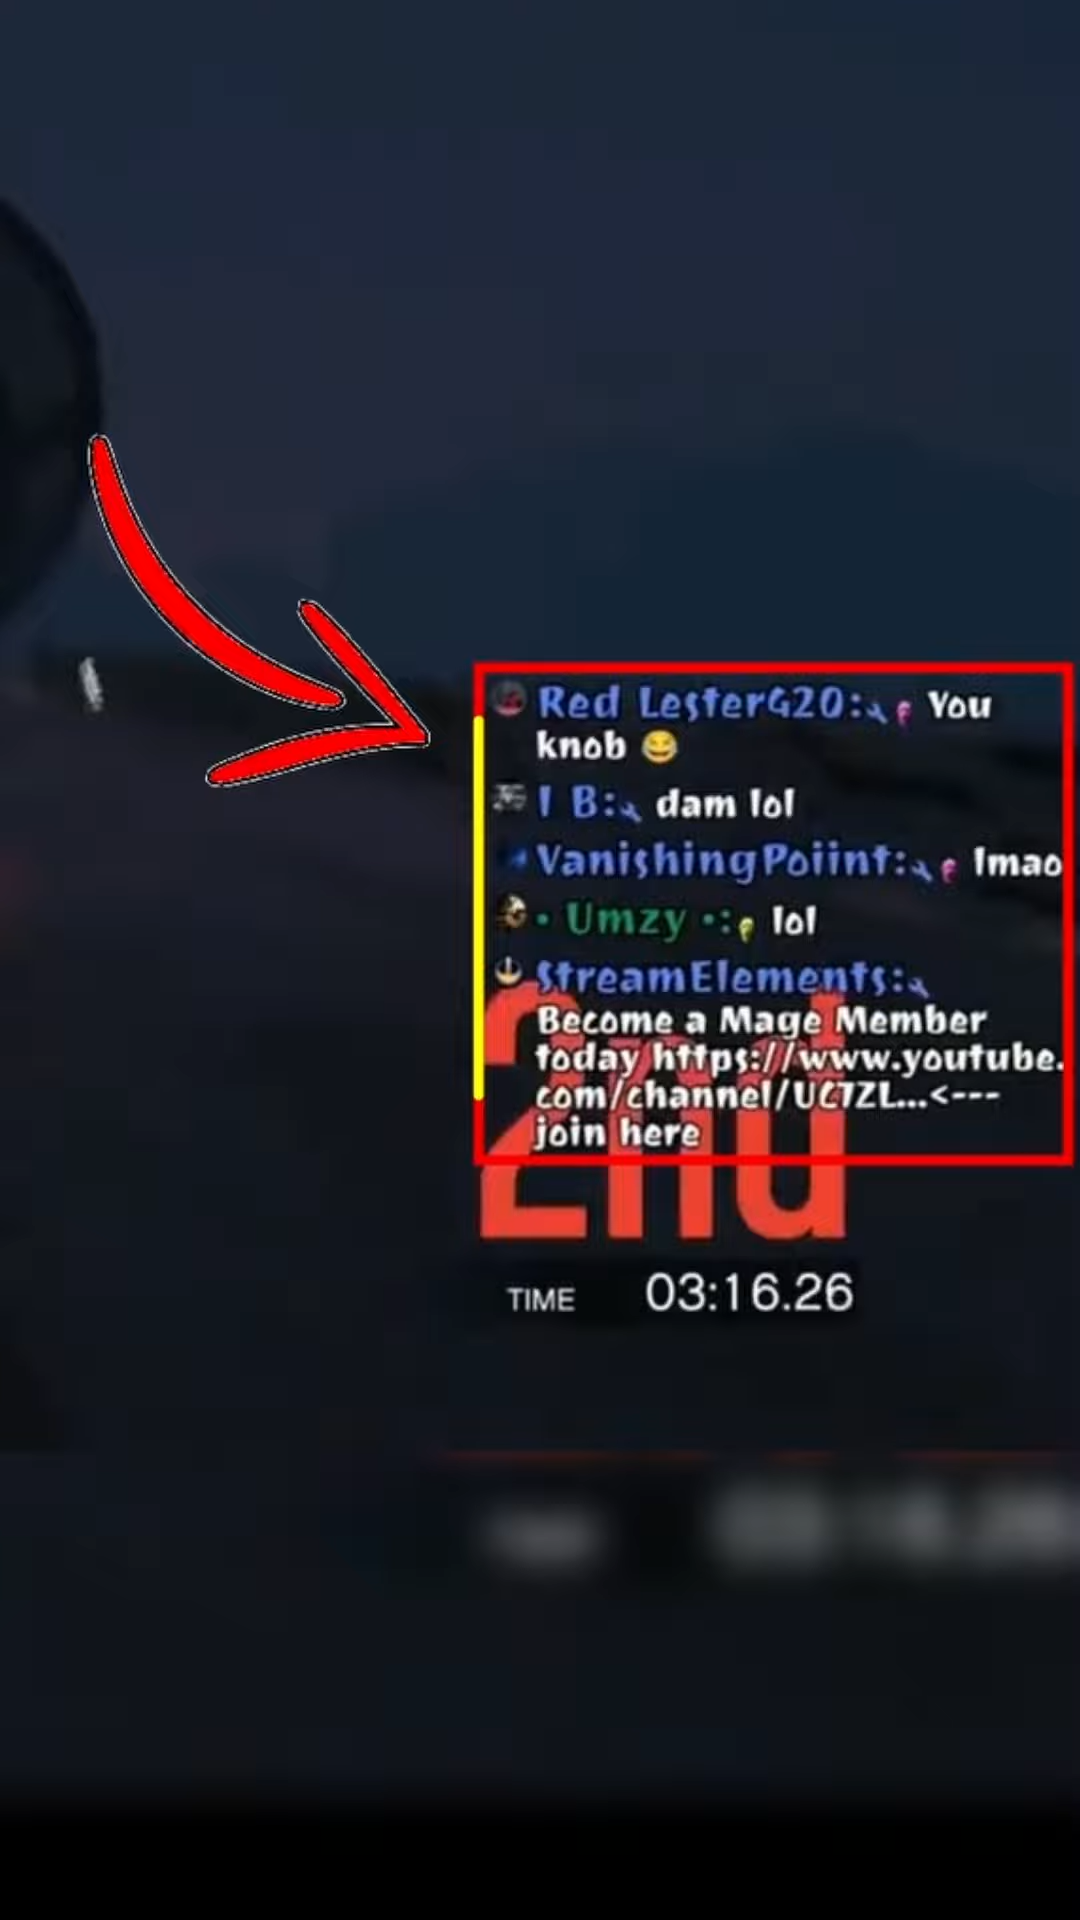 Red Lester420: You
knob 😂
I B: dam lol
VanishingPoiint: lmao
• Umzy •: lol
StreamElements:
Become a Mage Member
today https://www.youtube.
com/channel/UC7ZL...<---
join here
2nd
TIME 03:16.26